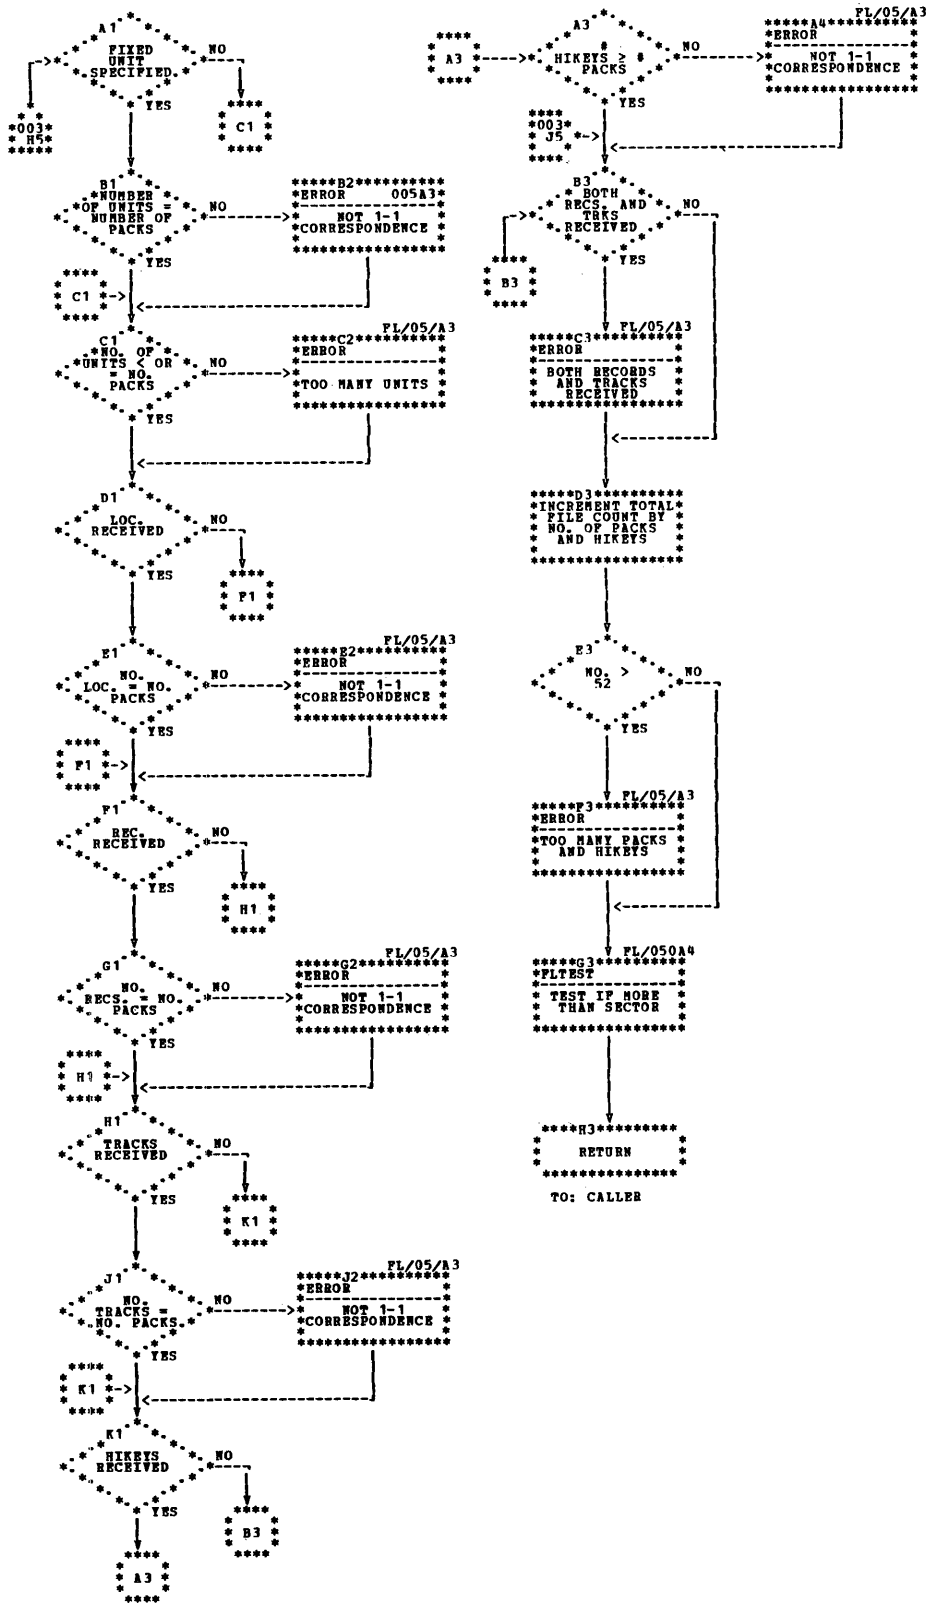 A1
FIXED
UNIT
SPECIFIED
NO
YES
003
H5
C1
B1
NUMBER
OF UNITS =
NUMBER OF
PACKS
NO
YES
B2
ERROR 005A3
NOT 1-1
CORRESPONDENCE
C1
C1
NO. OF
UNITS < OR
= NO.
PACKS
NO
YES
FL/05/A3
C2
ERROR
TOO MANY UNITS
D1
LOC.
RECEIVED
NO
YES
F1
E1
NO.
LOC. = NO.
PACKS
NO
YES
FL/05/A3
E2
ERROR
NOT 1-1
CORRESPONDENCE
F1
F1
REC.
RECEIVED
NO
YES
H1
G1
NO.
RECS. = NO.
PACKS
NO
YES
FL/05/A3
G2
ERROR
NOT 1-1
CORRESPONDENCE
H1
H1
TRACKS
RECEIVED
NO
YES
K1
J1
NO.
TRACKS =
NO. PACKS
NO
YES
FL/05/A3
J2
ERROR
NOT 1-1
CORRESPONDENCE
K1
K1
HIKEYS
RECEIVED
NO
YES
B3
A3
A3
A3
#
HIKEYS ≥ #
PACKS
NO
YES
FL/05/A3
A4
ERROR
NOT 1-1
CORRESPONDENCE
003
J5
B3
BOTH
RECS. AND
TRKS
RECEIVED
NO
YES
B3
FL/05/A3
C3
ERROR
BOTH RECORDS
AND TRACKS
RECEIVED
D3
INCREMENT TOTAL
FILE COUNT BY
NO. OF PACKS
AND HIKEYS
E3
NO. >
52
NO
YES
FL/05/A3
F3
ERROR
TOO MANY PACKS
AND HIKEYS
FL/050A4
G3
FLTEST
TEST IF MORE
THAN SECTOR
H3
RETURN
TO: CALLER